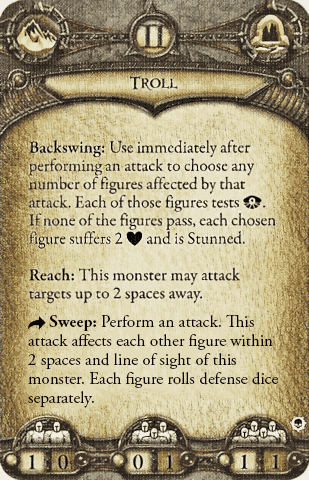 II
TROLL
Backswing: Use immediately after
performing an attack to choose any
number of figures affected by that
attack. Each of those figures tests .
If none of the figures pass, each chosen
figure suffers 2 and is Stunned.
Reach: This monster may attack
targets up to 2 spaces away.
Sweep: Perform an attack. This
attack affects each other figure within
2 spaces and line of sight of this
monster. Each figure rolls defense dice
separately.
1 0 0 1 1 1